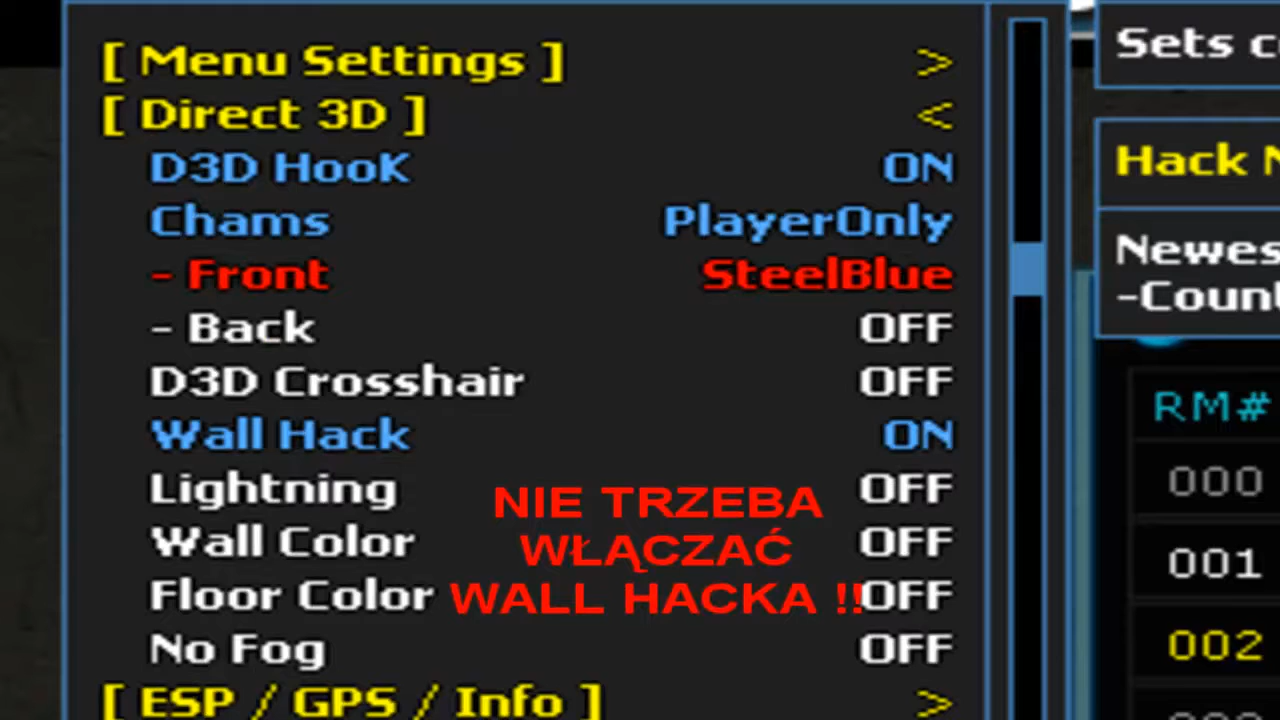 [ Menu Settings ] >
[ Direct 3D ] <
D3D HooK ON
Chams PlayerOnly
- Front SteelBlue
- Back OFF
D3D Crosshair OFF
Wall Hack ON
Lightning OFF
Wall Color OFF
Floor Color OFF
No Fog OFF
[ ESP / GPS / Info ] >
NIE TRZEBA
WŁĄCZAĆ
WALL HACKA !!
Sets
Hack
-
RM#
000
001
002